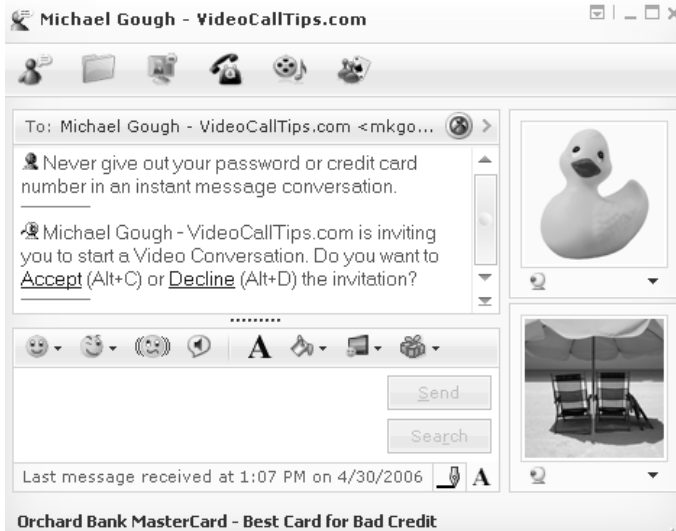 Michael Gough - VideoCallTips.com
To: Michael Gough - VideoCallTips.com <mkgo...
Never give out your password or credit card
number in an instant message conversation.
Michael Gough - VideoCallTips.com is inviting
you to start a Video Conversation. Do you want to
Accept (Alt+C) or Decline (Alt+D) the invitation?
A
Send
Search
Last message received at 1:07 PM on 4/30/2006
A
Orchard Bank MasterCard - Best Card for Bad Credit